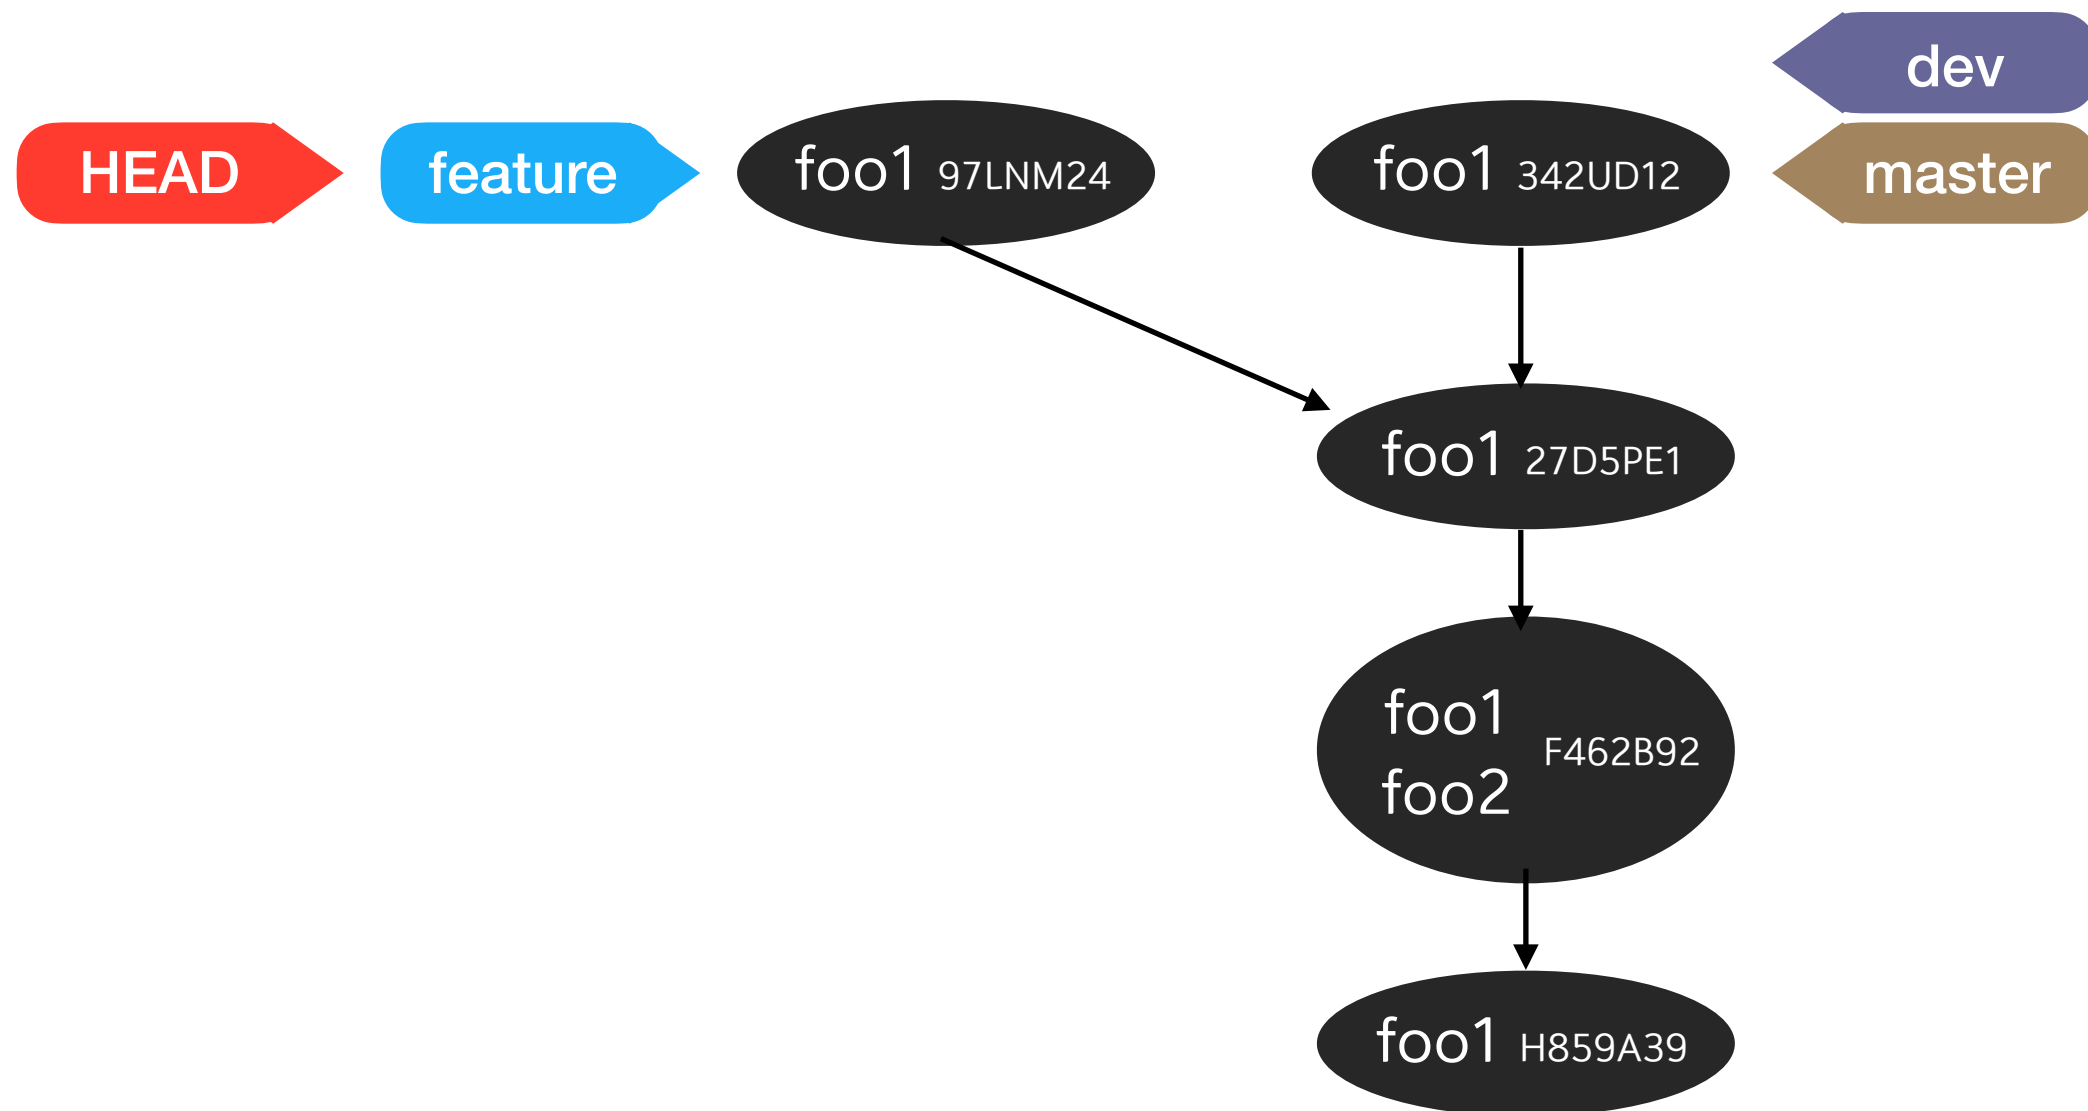 dev
HEAD
feature
foo1 97LNM24
foo1 342UD12
master
foo1 27D5PE1
foo1
foo2
F462B92
foo1 H859A39